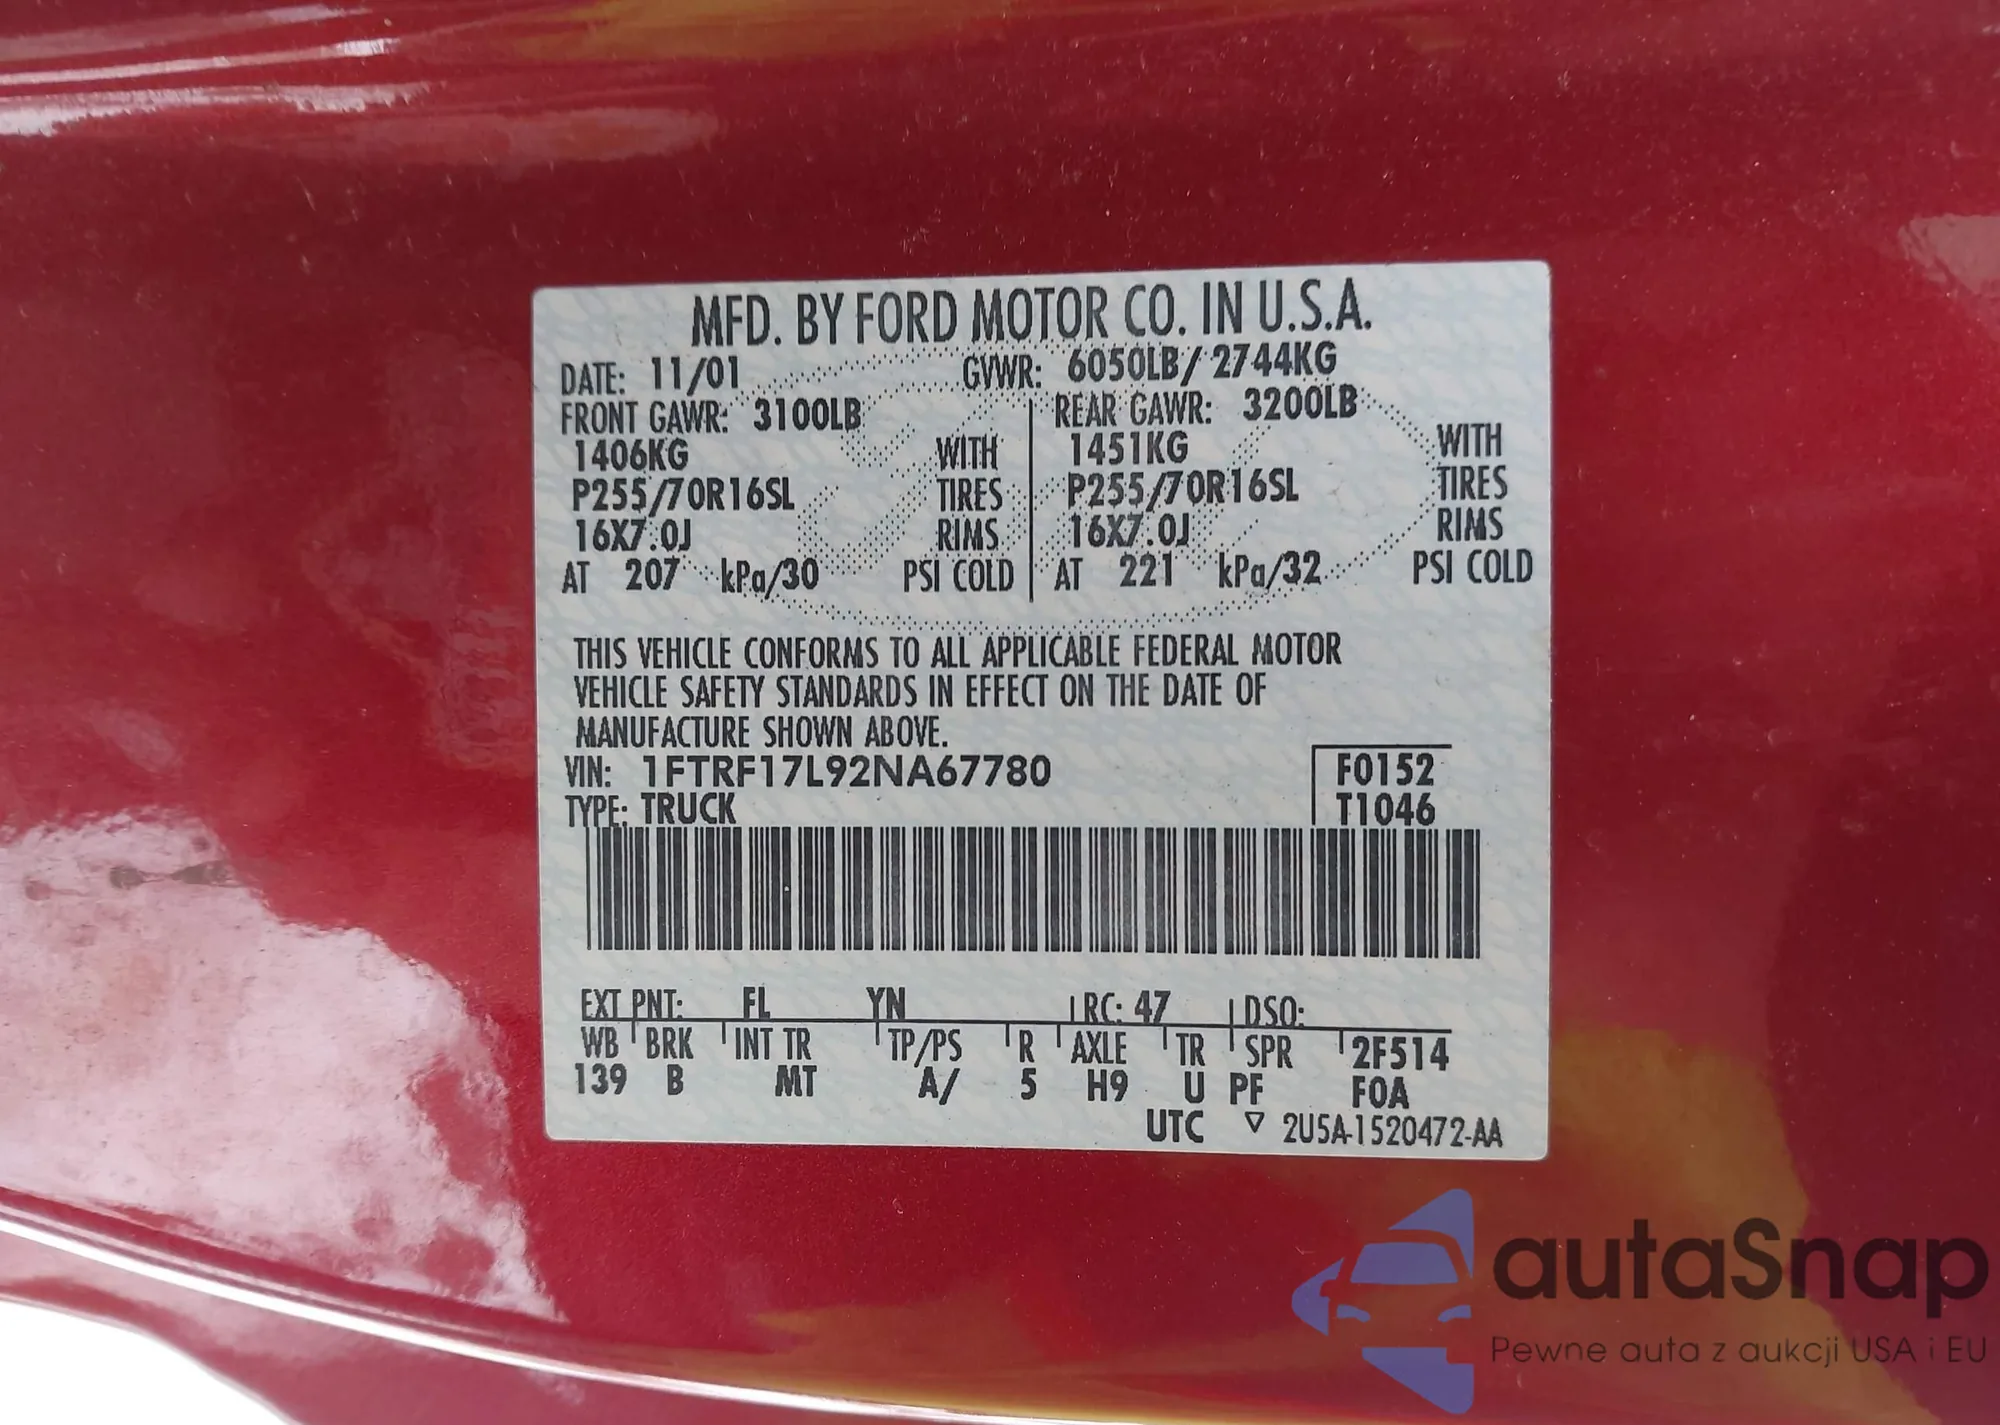 MFD. BY FORD MOTOR CO. IN U.S.A.
DATE: 11/01 GVWR: 6050LB/ 2744KG
FRONT GAWR: 3100LB REAR GAWR: 3200LB
1406KG WITH 1451KG WITH
P255/70R16SL TIRES P255/70R16SL TIRES
16X7.0J RIMS 16X7.0J RIMS
AT 207 kPa/30 PSI COLD AT 221 kPa/32 PSI COLD
THIS VEHICLE CONFORMS TO ALL APPLICABLE FEDERAL MOTOR
VEHICLE SAFETY STANDARDS IN EFFECT ON THE DATE OF
MANUFACTURE SHOWN ABOVE.
VIN: 1FTRF17L92NA67780 F0152
TYPE: TRUCK T1046
EXT PNT: FL YN RC: 47 DSO:
WB BRK INT TR TP/PS R AXLE TR SPR 2F514
139 B MT A/ 5 H9 U PF F0A
UTC ▽ 2U5A-1520472-AA
autaSnap
Pewne auta z aukcji USA i EU